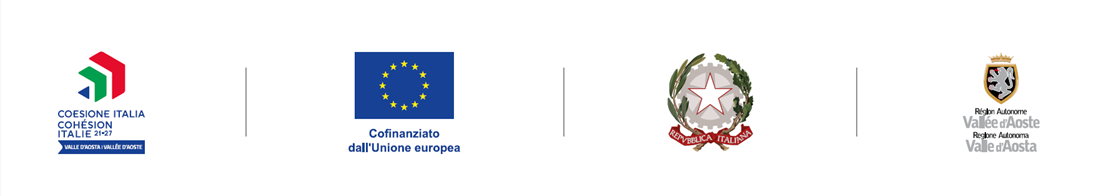 COESIONE ITALIA
COHÉSION
ITALIE 21•27
VALLE D'AOSTA | VALLÉE D'AOSTE
Cofinanziato
dall'Unione europea
REPVBBLICA ITALIANA
Région Autonome
Vallée d'Aoste
Regione Autonoma
Valle d'Aosta